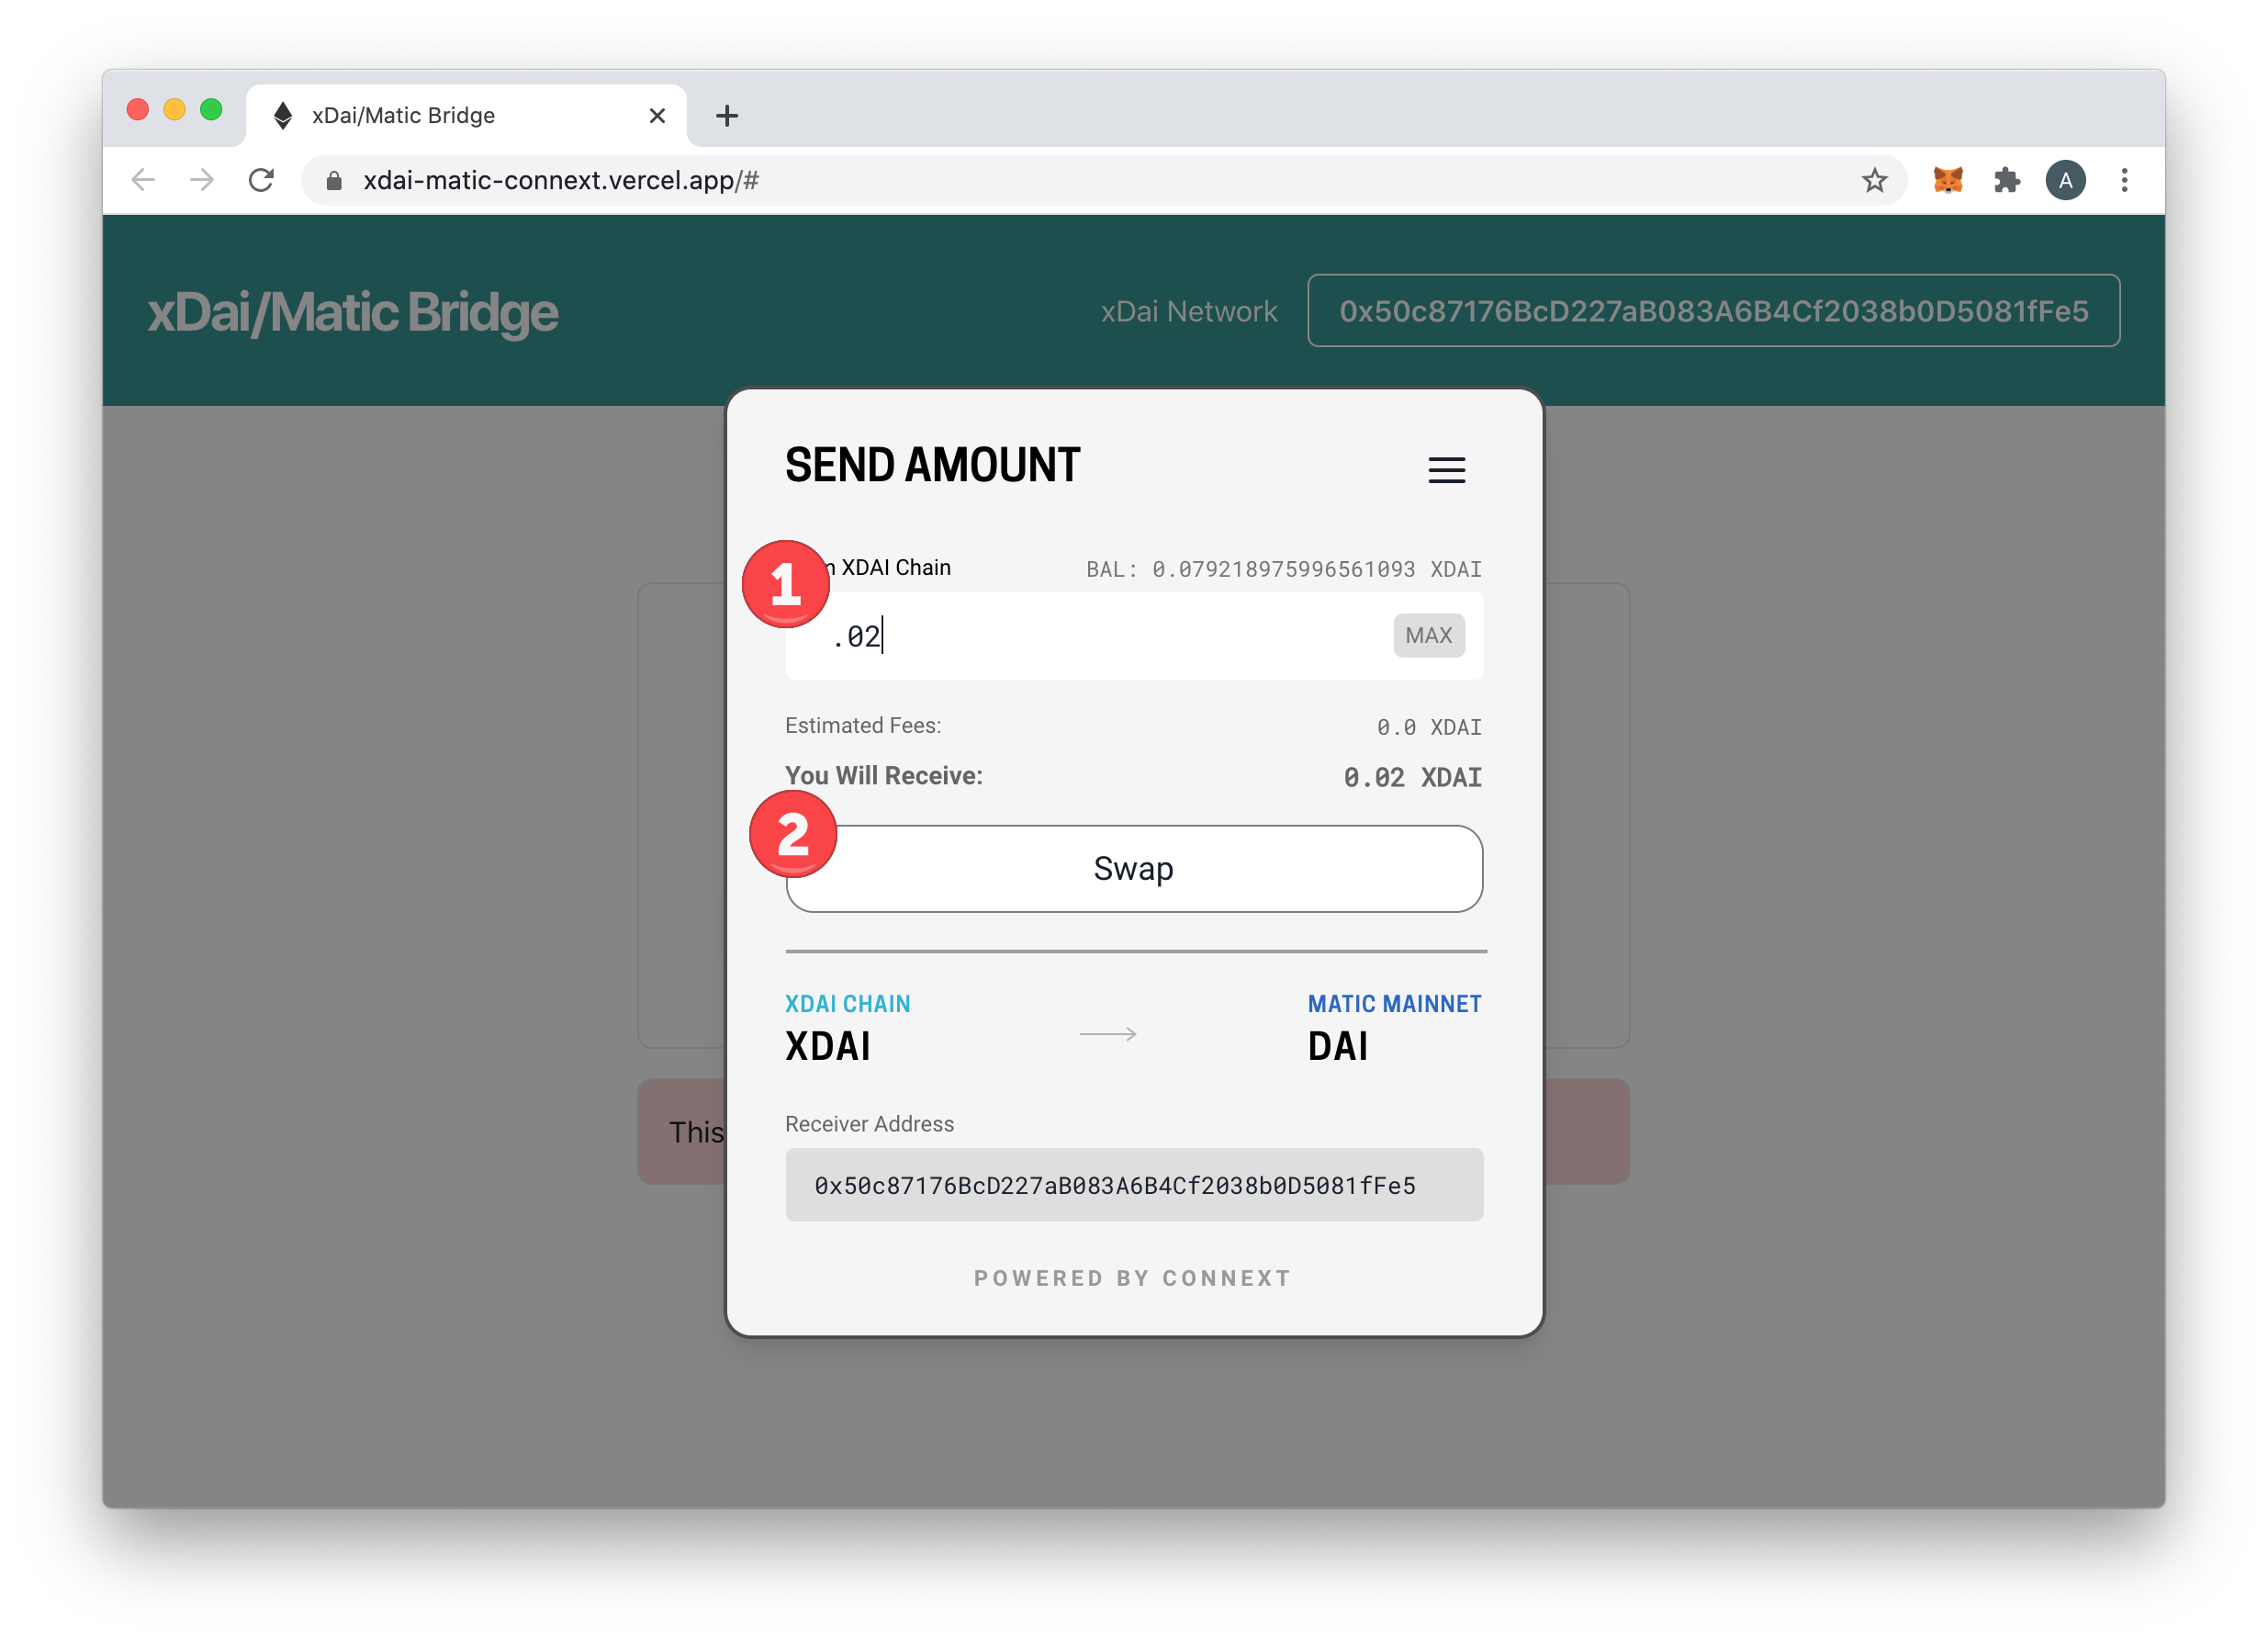 xDai/Matic Bridge
xdai-matic-connext.vercel.app/#
A
xDai/Matic Bridge
xDai Network
0x50c87176BcD227aB083A6B4Cf2038b0D5081fFe5
SEND AMOUNT
1
XDAI Chain
BAL: 0.079218975996561093 XDAI
.02
MAX
Estimated Fees:
0.0 XDAI
You Will Receive:
0.02 XDAI
2
Swap
XDAI CHAIN
MATIC MAINNET
XDAI
DAI
This
Receiver Address
0x50c87176BcD227aB083A6B4Cf2038b0D5081fFe5
POWERED BY CONNEXT